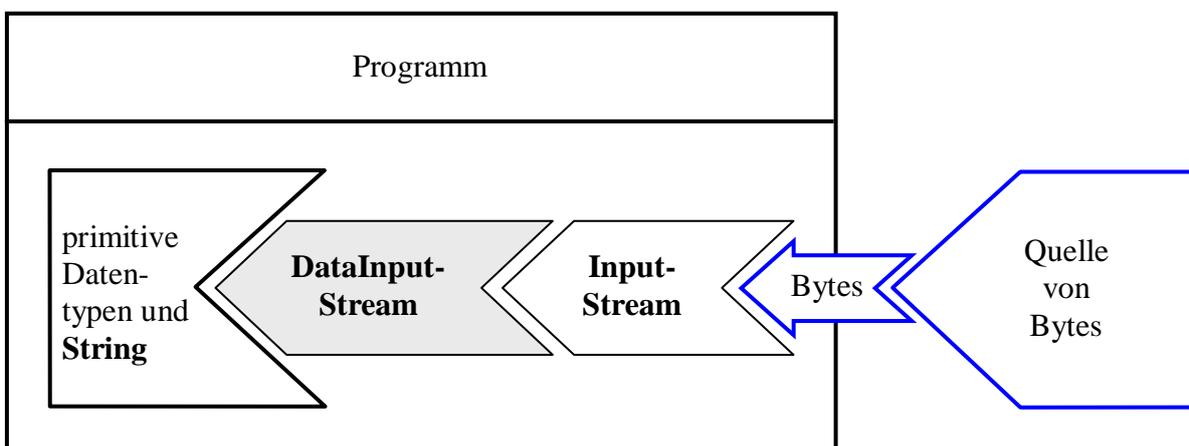 Programm
primitive
Daten-
typen und
String
DataInput-
Stream
Input-
Stream
Bytes
Quelle
von
Bytes